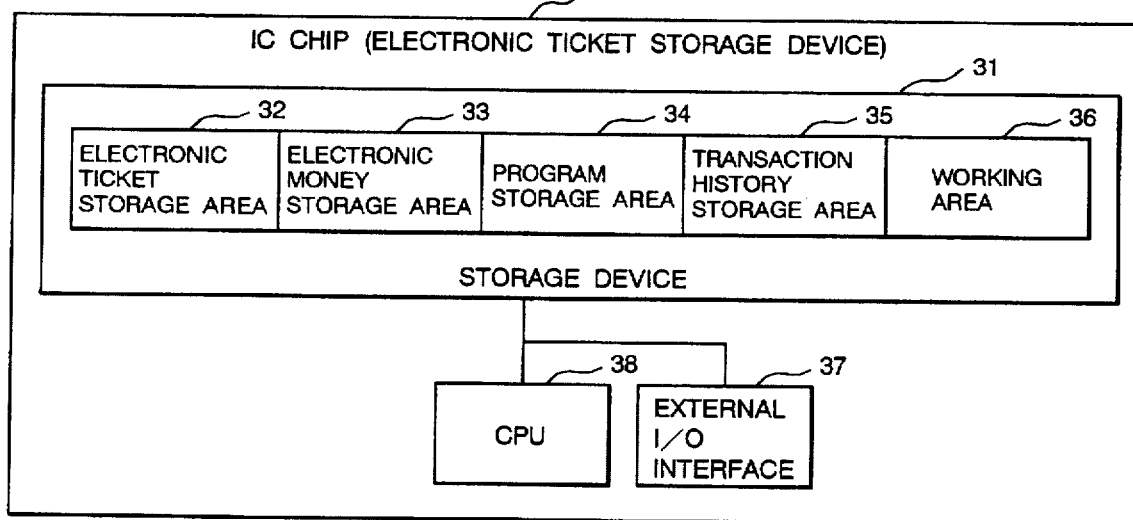 IC CHIP (ELECTRONIC TICKET STORAGE DEVICE)
31
32
33
34
35
36
ELECTRONIC
TICKET
STORAGE AREA
ELECTRONIC
MONEY
STORAGE AREA
PROGRAM
STORAGE AREA
TRANSACTION
HISTORY
STORAGE AREA
WORKING
AREA
STORAGE DEVICE
38
37
CPU
EXTERNAL
I/O
INTERFACE